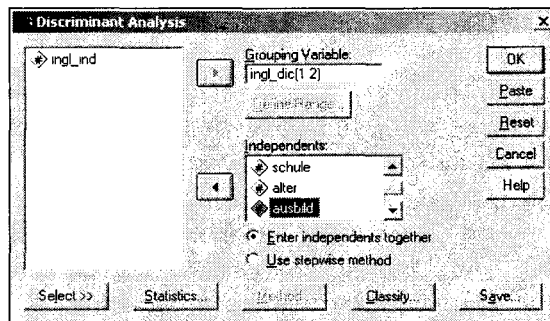 Discriminant Analysis
ingl_ind
Grouping Variable:
ingl_dic(1 2)
Define Range...
Independents:
schule
alter
ausbild
Enter independents together
Use stepwise method
OK
Paste
Reset
Cancel
Help
Select >>
Statistics...
Method...
Classify...
Save...